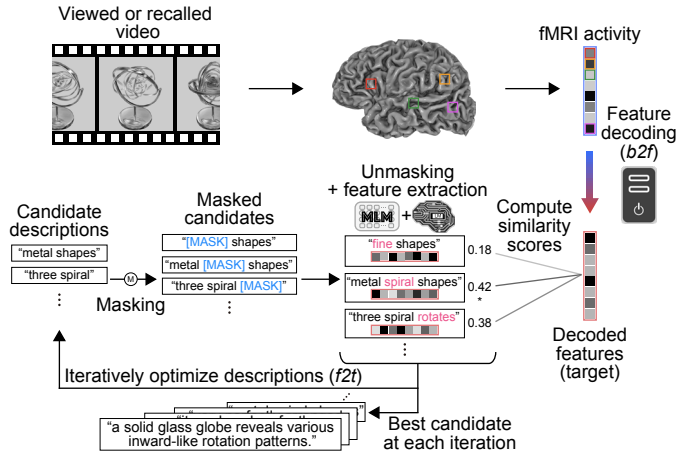 Viewed or recalled
video
fMRI activity
Feature
decoding
(b2f)
Unmasking
+ feature extraction
MLM
Candidate
descriptions
Masked
candidates
Compute
similarity
scores
"metal shapes"
"three spiral"
⋮
M
Masking
"[MASK] shapes"
"metal [MASK] shapes"
"three spiral [MASK]"
⋮
"fine shapes"
0.18
"metal spiral shapes"
0.42
*
"three spiral rotates"
0.38
⋮
Decoded
features
(target)
Iteratively optimize descriptions (f2t)
"a solid glass globe reveals various
inward-like rotation patterns."
Best candidate
at each iteration